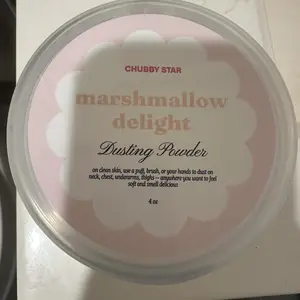 CHUBBY STAR
marshmallow
delight
Dusting Powder
on clean skin, use a puff, brush, or your hands to dust on
neck, chest, underarms, thighs – anywhere you want to feel
soft and smell delicious
4 oz